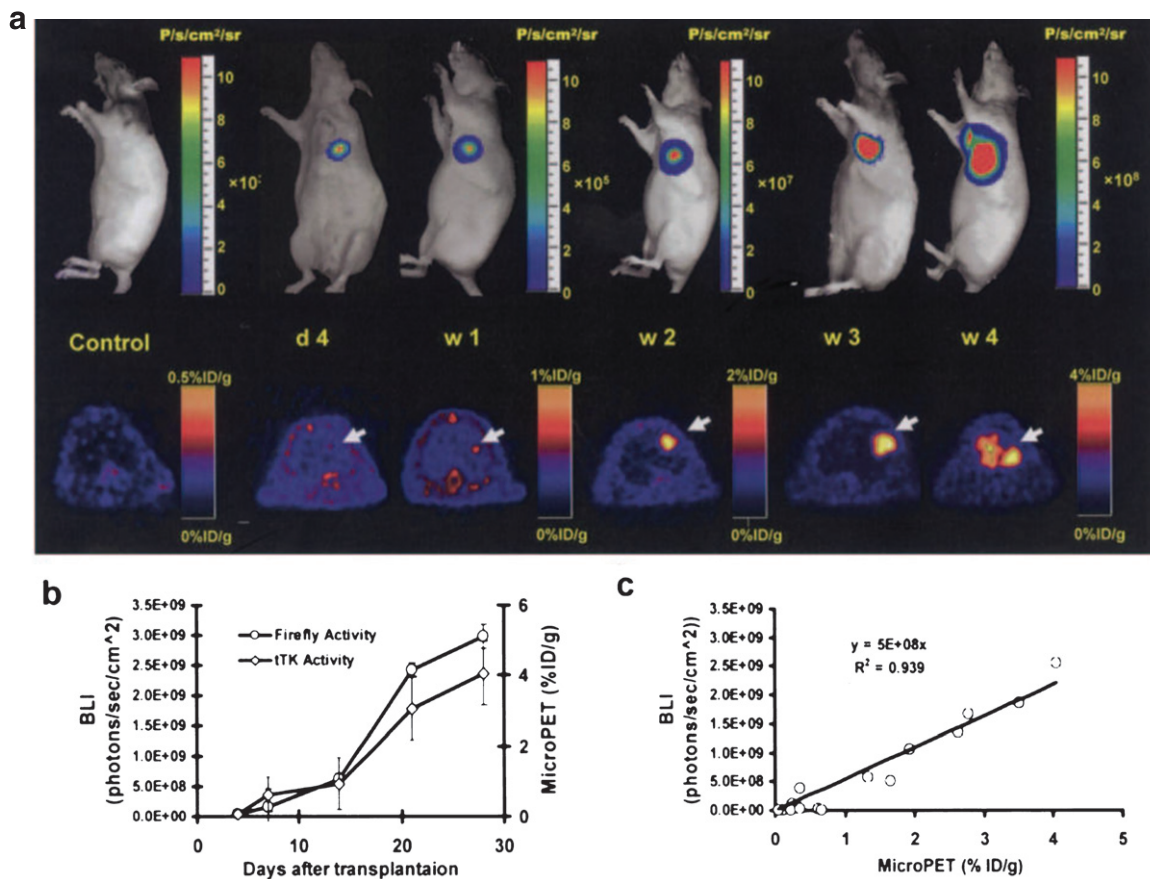 a
P/s/cm²/sr P/s/cm²/sr P/s/cm²/sr P/s/cm²/sr
10 10 10 10
8 8 8 8
6 6 6 6
×10⁵ ×10⁷ ×10⁸
4 4 4 4
2 2 2 2
0 0 0 0
Control d 4 w 1 w 2 w 3 w 4
0.5%ID/g 1%ID/g 2%ID/g 4%ID/g
0%ID/g 0%ID/g 0%ID/g 0%ID/g
b
BLI
(photons/sec/cm^2)
3.5E+09
3.0E+09
2.5E+09
2.0E+09
1.5E+09
1.0E+09
5.0E+08
0.0E+00
Firefly Activity
tTK Activity
6
4
2
0
MicroPET (%ID/g)
0 10 20 30
Days after transplantaion
c
BLI
(photons/sec/cm^2))
3.5E+09
3.0E+09
2.5E+09
2.0E+09
1.5E+09
1.0E+09
5.0E+08
0.0E+00
y = 5E+08x
R² = 0.939
0 1 2 3 4 5
MicroPET (% ID/g)